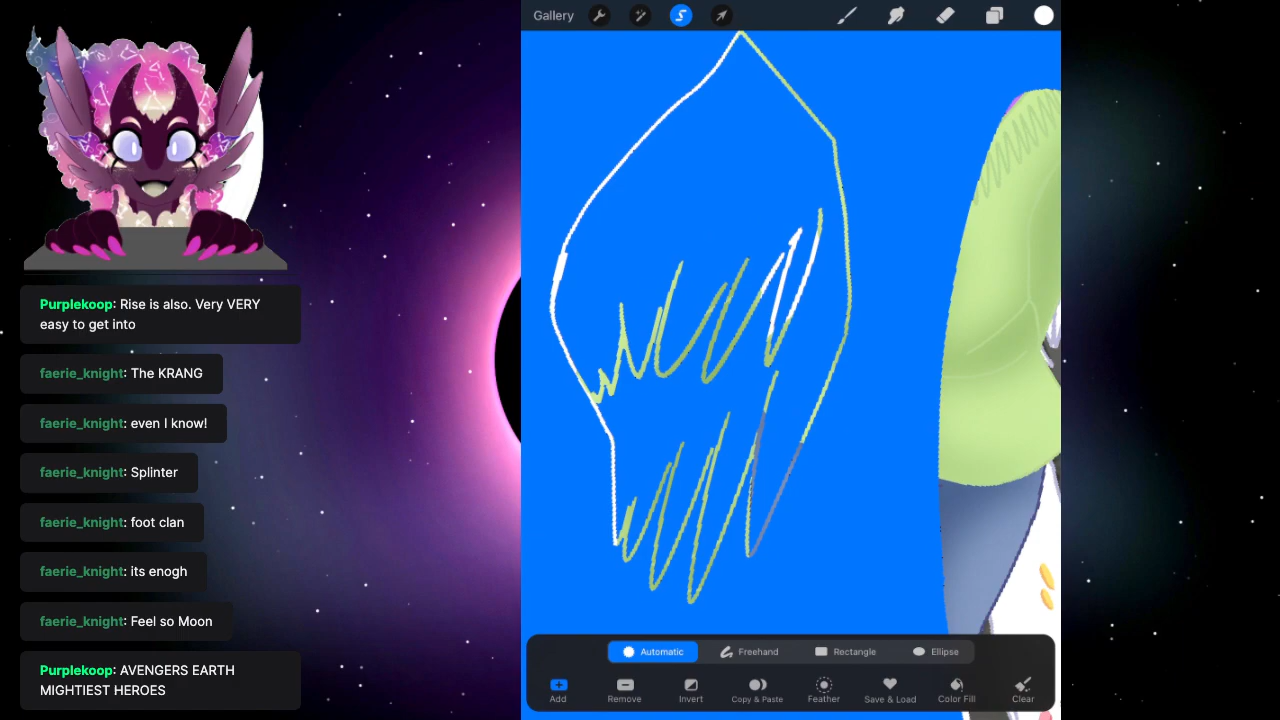 Gallery
Purplekoop: Rise is also. Very VERY
easy to get into
faerie_knight: The KRANG
faerie_knight: even I know!
faerie_knight: Splinter
faerie_knight: foot clan
faerie_knight: its enogh
faerie_knight: Feel so Moon
Purplekoop: AVENGERS EARTH
MIGHTIEST HEROES
Automatic Freehand Rectangle Ellipse
Add Remove Invert Copy & Paste Feather Save & Load Color Fill Clear